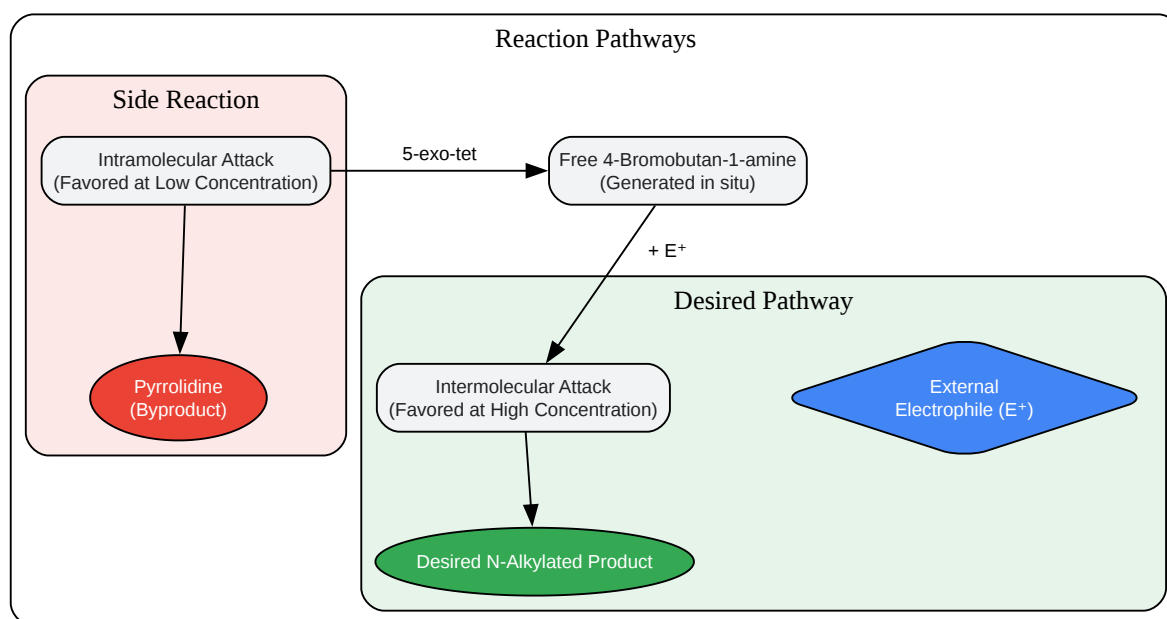 Reaction Pathways
Side Reaction
Intramolecular Attack
(Favored at Low Concentration)
5-exo-tet
Free 4-Bromobutan-1-amine
(Generated in situ)
+ E⁺
Desired Pathway
Pyrrolidine
(Byproduct)
Intermolecular Attack
(Favored at High Concentration)
External
Electrophile (E⁺)
Desired N-Alkylated Product